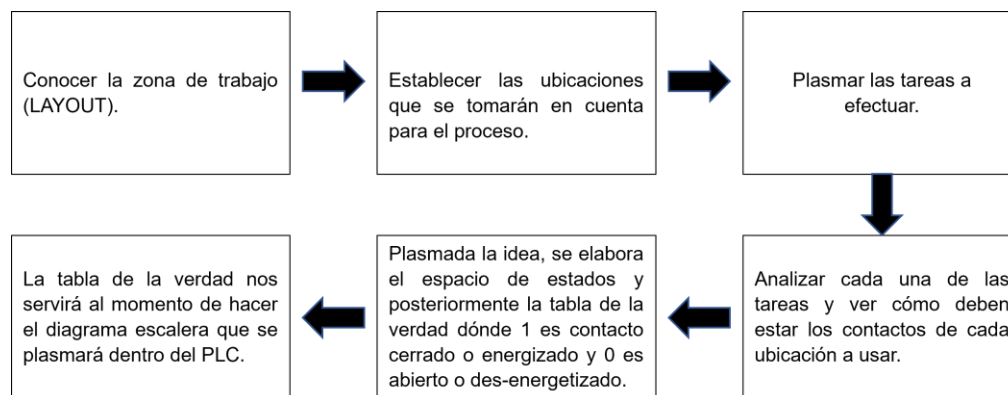 Conocer la zona de trabajo
(LAYOUT).
Establecer las ubicaciones
que se tomarán en cuenta
para el proceso.
Plasmar las tareas a
efectuar.
Analizar cada una de las
tareas y ver cómo deben
estar los contactos de cada
ubicación a usar.
Plasmada la idea, se elabora
el espacio de estados y
posteriormente la tabla de la
verdad dónde 1 es contacto
cerrado o energizado y 0 es
abierto o des-energetizado.
La tabla de la verdad nos
servirá al momento de hacer
el diagrama escalera que se
plasmará dentro del PLC.